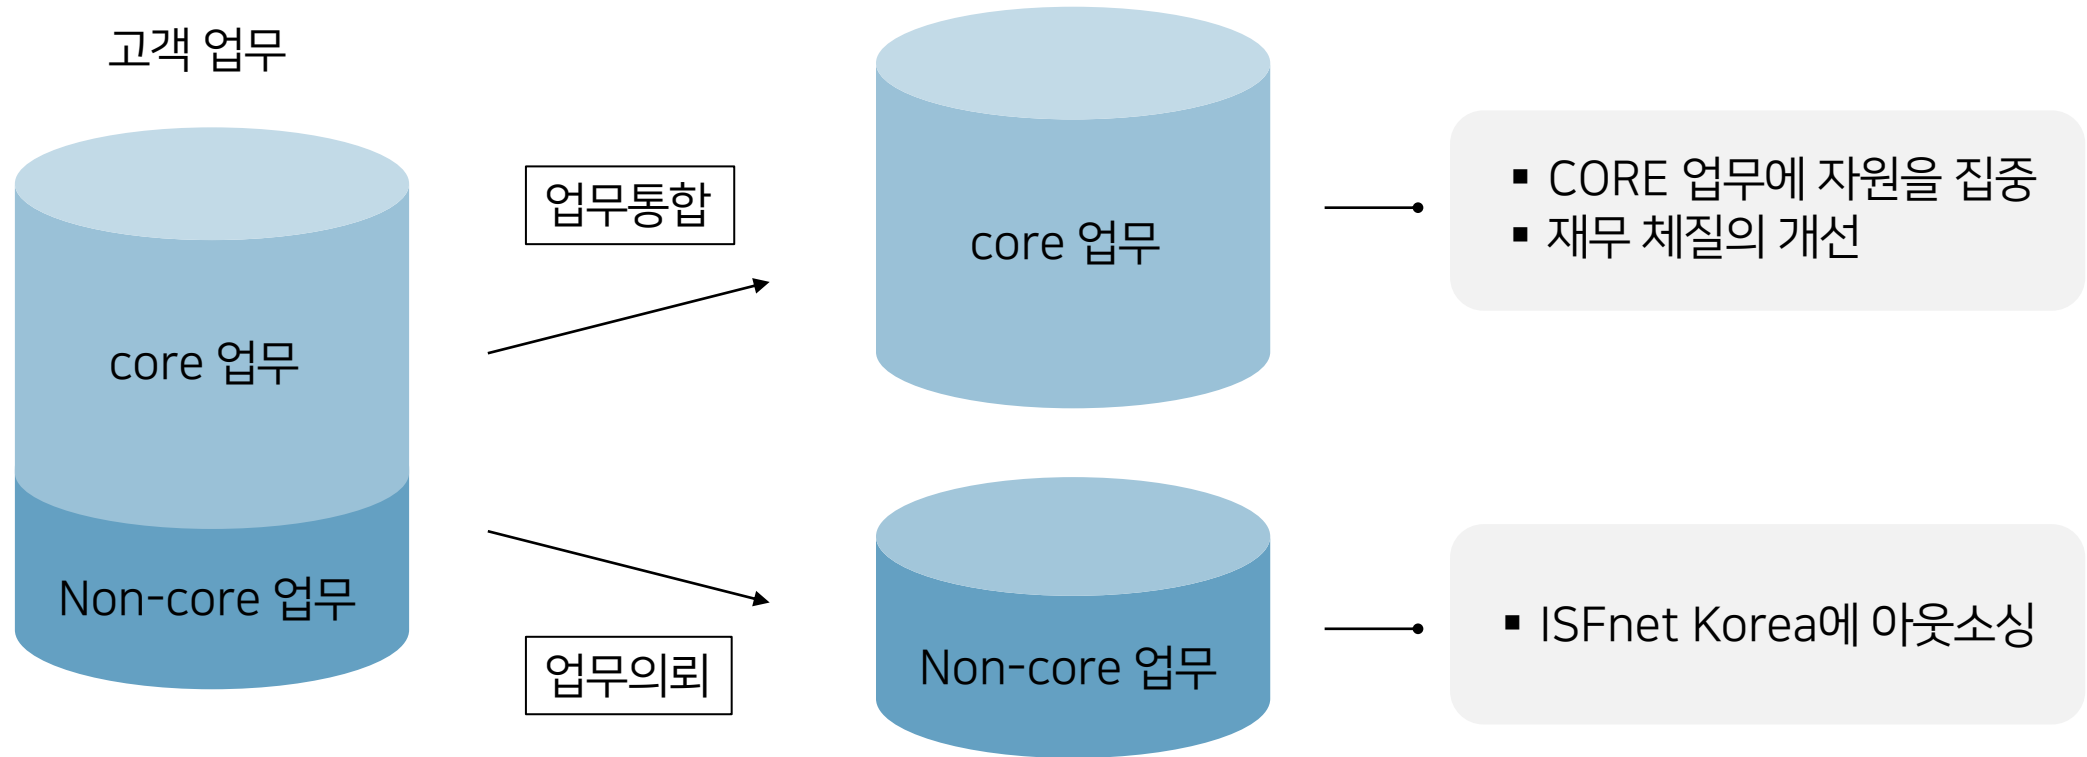 고객 업무
core 업무
Non-core 업무
업무통합
업무의뢰
core 업무
Non-core 업무
▪ CORE 업무에 자원을 집중
▪ 재무 체질의 개선
▪ ISFnet Korea에 아웃소싱